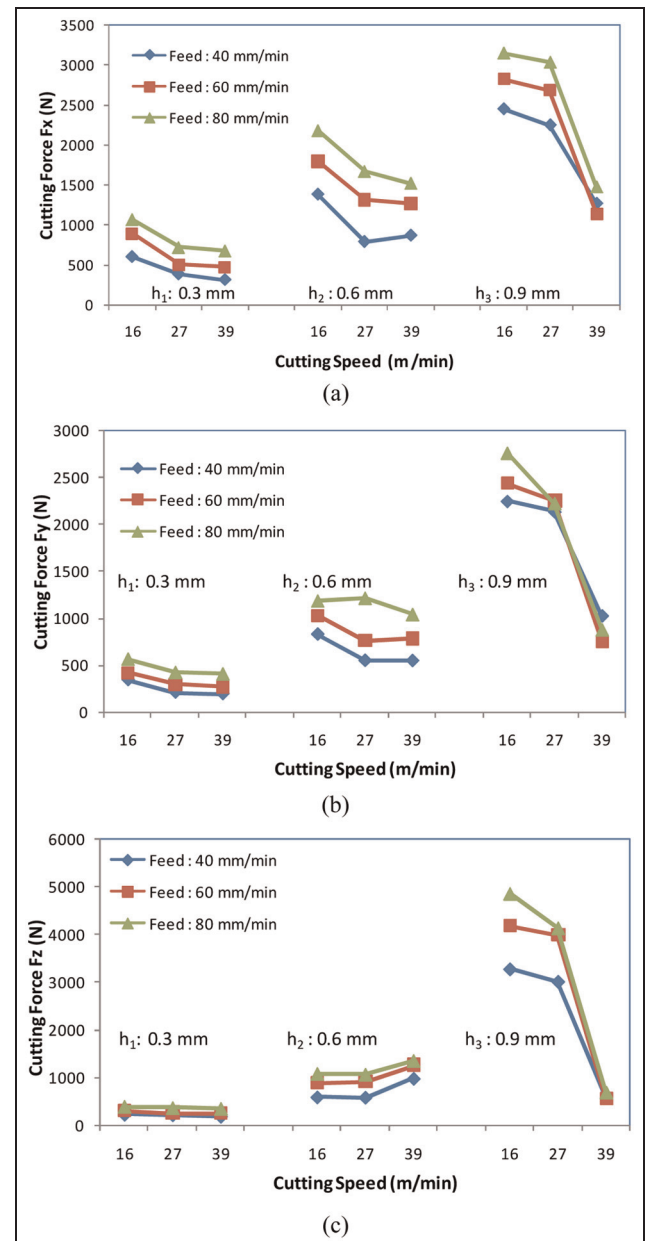 3500
3000
2500
2000
1500
1000
500
0
Cutting Force Fx (N)
Feed : 40 mm/min
Feed : 60 mm/min
Feed : 80 mm/min
h₁: 0.3 mm h₂ : 0.6 mm h₃ : 0.9 mm
16 27 39 16 27 39 16 27 39
Cutting Speed (m /min)
(a)
3000
2500
2000
1500
1000
500
0
Cutting Force Fy (N)
Feed : 40 mm/min
Feed : 60 mm/min
Feed : 80 mm/min
h₁: 0.3 mm h₂ : 0.6 mm h₃ : 0.9 mm
16 27 39 16 27 39 16 27 39
Cutting Speed (m/min)
(b)
6000
5000
4000
3000
2000
1000
0
Cutting Force Fz (N)
Feed : 40 mm/min
Feed : 60 mm/min
Feed : 80 mm/min
h₁: 0.3 mm h₂ : 0.6 mm h₃ : 0.9 mm
16 27 39 16 27 39 16 27 39
Cutting Speed (m/min)
(c)